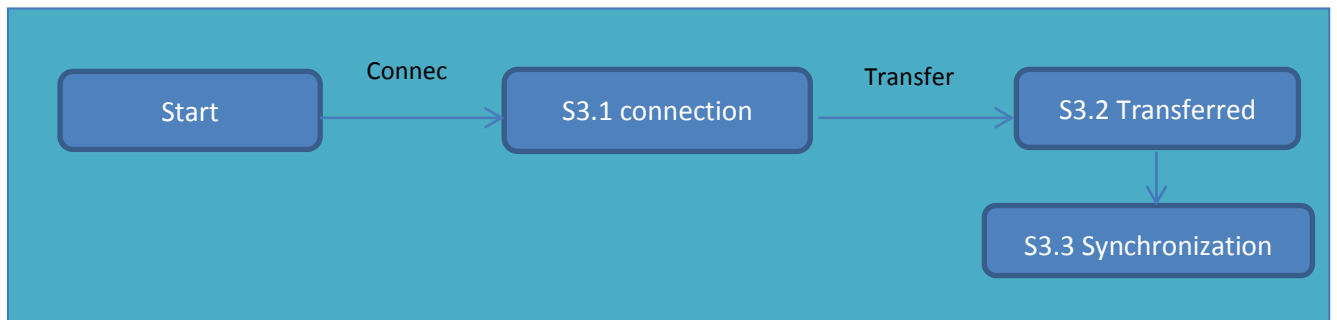 Connec
Transfer
Start
S3.1 connection
S3.2 Transferred
S3.3 Synchronization